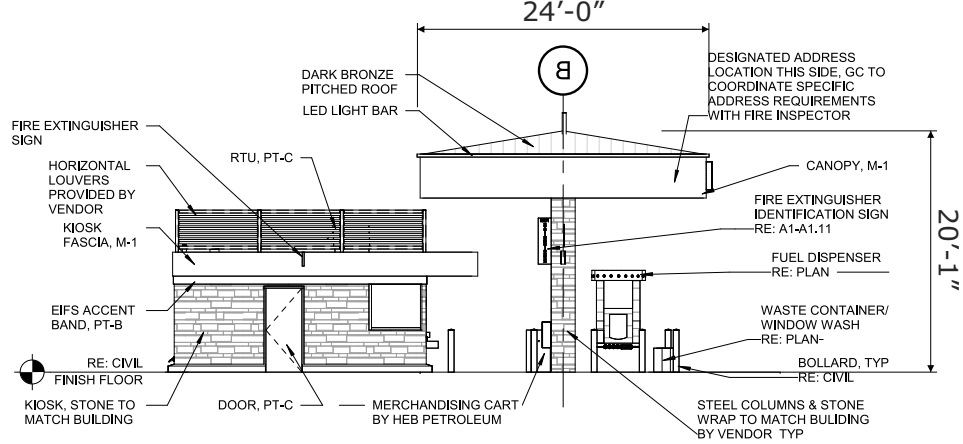 24'-0"
B
DARK BRONZE
PITCHED ROOF
LED LIGHT BAR
DESIGNATED ADDRESS
LOCATION THIS SIDE, GC TO
COORDINATE SPECIFIC
ADDRESS REQUIREMENTS
WITH FIRE INSPECTOR
FIRE EXTINGUISHER
SIGN
HORIZONTAL
LOUVERS
PROVIDED BY
VENDOR
RTU, PT-C
KIOSK
FASCIA, M-1
CANOPY, M-1
FIRE EXTINGUISHER
IDENTIFICATION SIGN
RE: A1-A1.11
20'-1"
FUEL DISPENSER
RE: PLAN
EIFS ACCENT
BAND, PT-B
WASTE CONTAINER/
WINDOW WASH
RE: PLAN-
RE: CIVIL
FINISH FLOOR
BOLLARD, TYP
RE: CIVIL
KIOSK, STONE TO
MATCH BUILDING
DOOR, PT-C
MERCHANDISING CART
BY HEB PETROLEUM
STEEL COLUMNS & STONE
WRAP TO MATCH BULIDING
BY VENDOR TYP